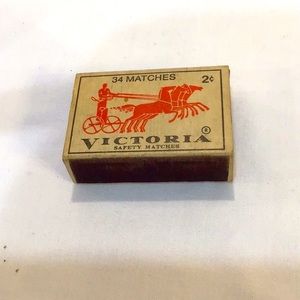 34 MATCHES 2¢
VICTORIA ®
SAFETY MATCHES